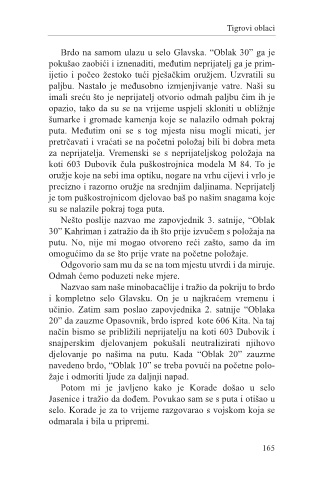 Tigrovi oblaci
Brdo na samom ulazu u selo Glavska. “Oblak 30” ga je
pokušao zaobići i iznenaditi, međutim neprijatelj ga je prim-
ijetio i počeo žestoko tući pješačkim oružjem. Uzvratili su
paljbu. Nastalo je međusobno izmjenjivanje vatre. Naši su
imali sreću što je neprijatelj otvorio odmah paljbu čim ih je
opazio, tako da su se na vrijeme uspjeli skloniti u obližnje
šumarke i gromade kamenja koje se nalazilo odmah pokraj
puta. Međutim oni se s tog mjesta nisu mogli micati, jer
pretrčavati i vraćati se na početni položaj bili bi dobra meta
za neprijatelja. Vremenski se s neprijateljskog položaja na
koti 603 Dubovik čula puškostrojnica modela M 84. To je
oružje koje na sebi ima optiku, nogare na vrhu cijevi i vrlo je
precizno i razorno oružje na srednjim daljinama. Neprijatelj
je tom puškostrojnicom djelovao baš po našim snagama koje
su se nalazile pokraj toga puta.
Nešto poslije nazvao me zapovjednik 3. satnije, “Oblak
30” Kahriman i zatražio da ih što prije izvučem s položaja na
putu. No, nije mi mogao otvoreno reći zašto, samo da im
omogućimo da se što prije vrate na početne položaje.
Odgovorio sam mu da se na tom mjestu utvrdi i da miruje.
Odmah ćemo poduzeti neke mjere.
Nazvao sam naše minobacačlije i tražio da pokriju to brdo
i kompletno selo Glavsku. On je u najkraćem vremenu i
učinio. Zatim sam poslao zapovjednika 2. satnije “Oblaka
20” da zauzme Opasovnik, brdo ispred kote 606 Kita. Na taj
način bismo se približili neprijatelju na koti 603 Dubovik i
snajperskim djelovanjem pokušali neutralizirati njihovo
djelovanje po našima na putu. Kada “Oblak 20” zauzme
navedeno brdo, “Oblak 10” se treba povući na početne polo-
žaje i odmoriti ljude za daljnji napad.
Potom mi je javljeno kako je Korade došao u selo
Jasenice i tražio da dođem. Povukao sam se s puta i otišao u
selo. Korade je za to vrijeme razgovarao s vojskom koja se
odmarala i bila u pripremi.
165